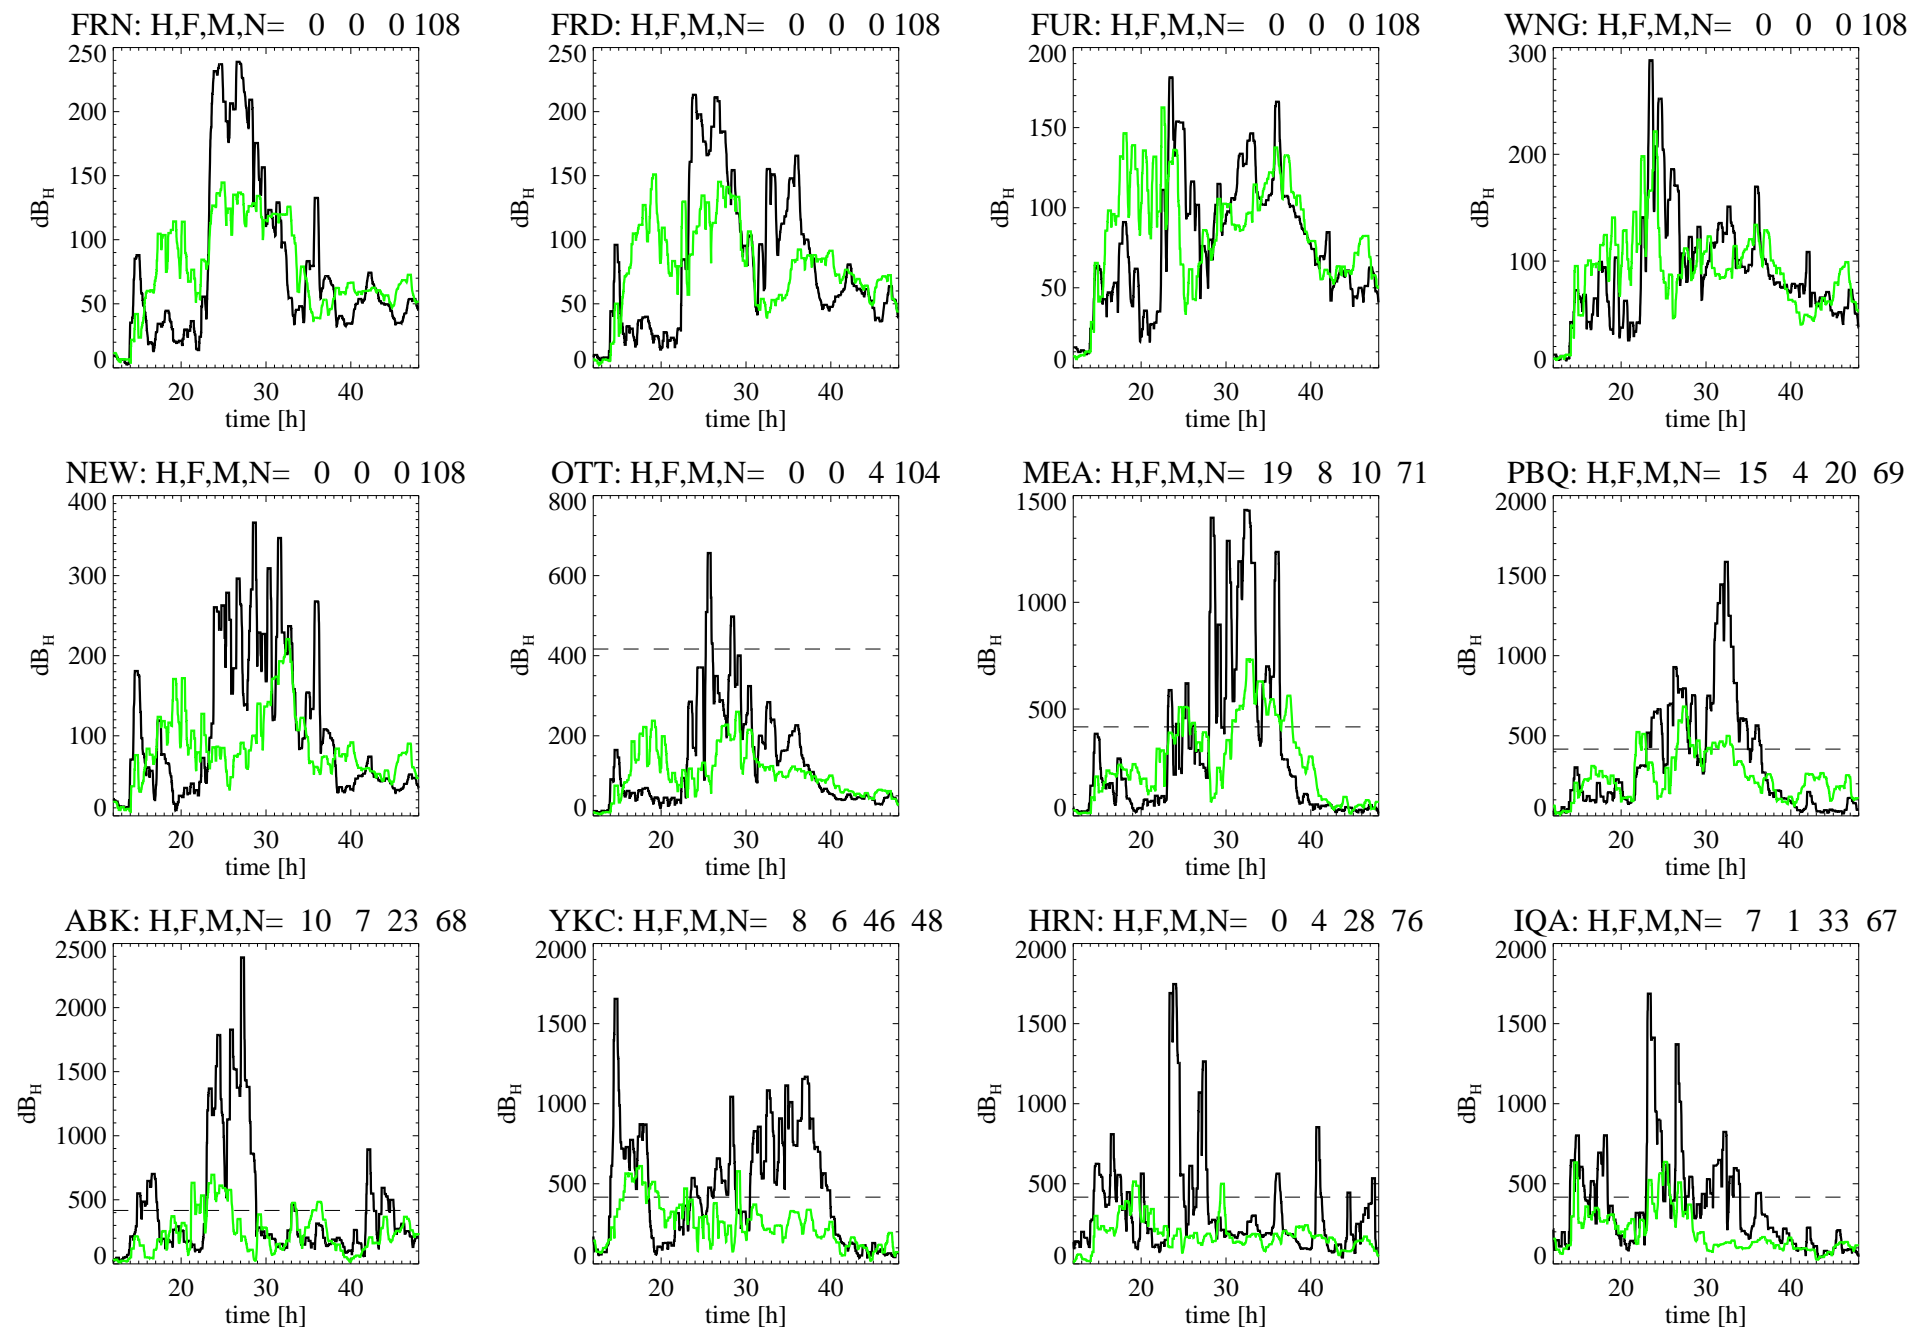 FRN: H,F,M,N= 0 0 0 108
250
200
150
100
50
0
dB_H
20 30 40
time [h]
FRD: H,F,M,N= 0 0 0 108
250
200
150
100
50
0
dB_H
20 30 40
time [h]
FUR: H,F,M,N= 0 0 0 108
200
150
100
50
0
dB_H
20 30 40
time [h]
WNG: H,F,M,N= 0 0 0 108
300
200
100
0
dB_H
20 30 40
time [h]
NEW: H,F,M,N= 0 0 0 108
400
300
200
100
0
dB_H
20 30 40
time [h]
OTT: H,F,M,N= 0 0 4 104
800
600
400
200
0
dB_H
20 30 40
time [h]
MEA: H,F,M,N= 19 8 10 71
1500
1000
500
0
dB_H
20 30 40
time [h]
PBQ: H,F,M,N= 15 4 20 69
2000
1500
1000
500
0
dB_H
20 30 40
time [h]
ABK: H,F,M,N= 10 7 23 68
2500
2000
1500
1000
500
0
dB_H
20 30 40
time [h]
YKC: H,F,M,N= 8 6 46 48
2000
1500
1000
500
0
dB_H
20 30 40
time [h]
HRN: H,F,M,N= 0 4 28 76
2000
1500
1000
500
0
dB_H
20 30 40
time [h]
IQA: H,F,M,N= 7 1 33 67
2000
1500
1000
500
0
dB_H
20 30 40
time [h]